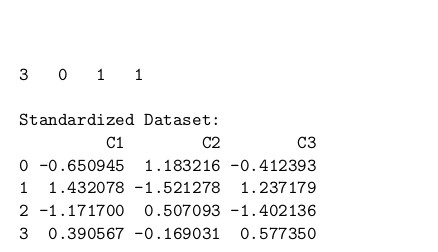 3 0 1 1
Standardized Dataset:
C1 C2 C3
0 -0.650945 1.183216 -0.412393
1 1.432078 -1.521278 1.237179
2 -1.171700 0.507093 -1.402136
3 0.390567 -0.169031 0.577350